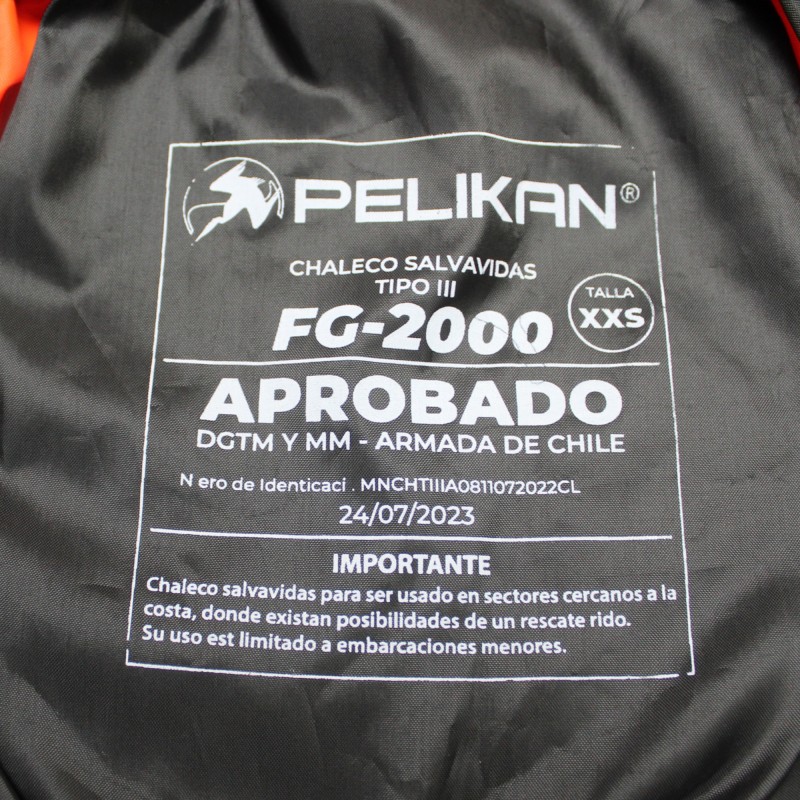 PELIKAN®
CHALECO SALVAVIDAS
TIPO III
FG-2000
TALLA
XXS
APROBADO
DGTM Y MM - ARMADA DE CHILE
N ero de Identicaci . MNCHTIIIA0811072022CL
24/07/2023
IMPORTANTE
Chaleco salvavidas para ser usado en sectores cercanos a la
costa, donde existan posibilidades de un rescate rido.
Su uso est limitado a embarcaciones menores.